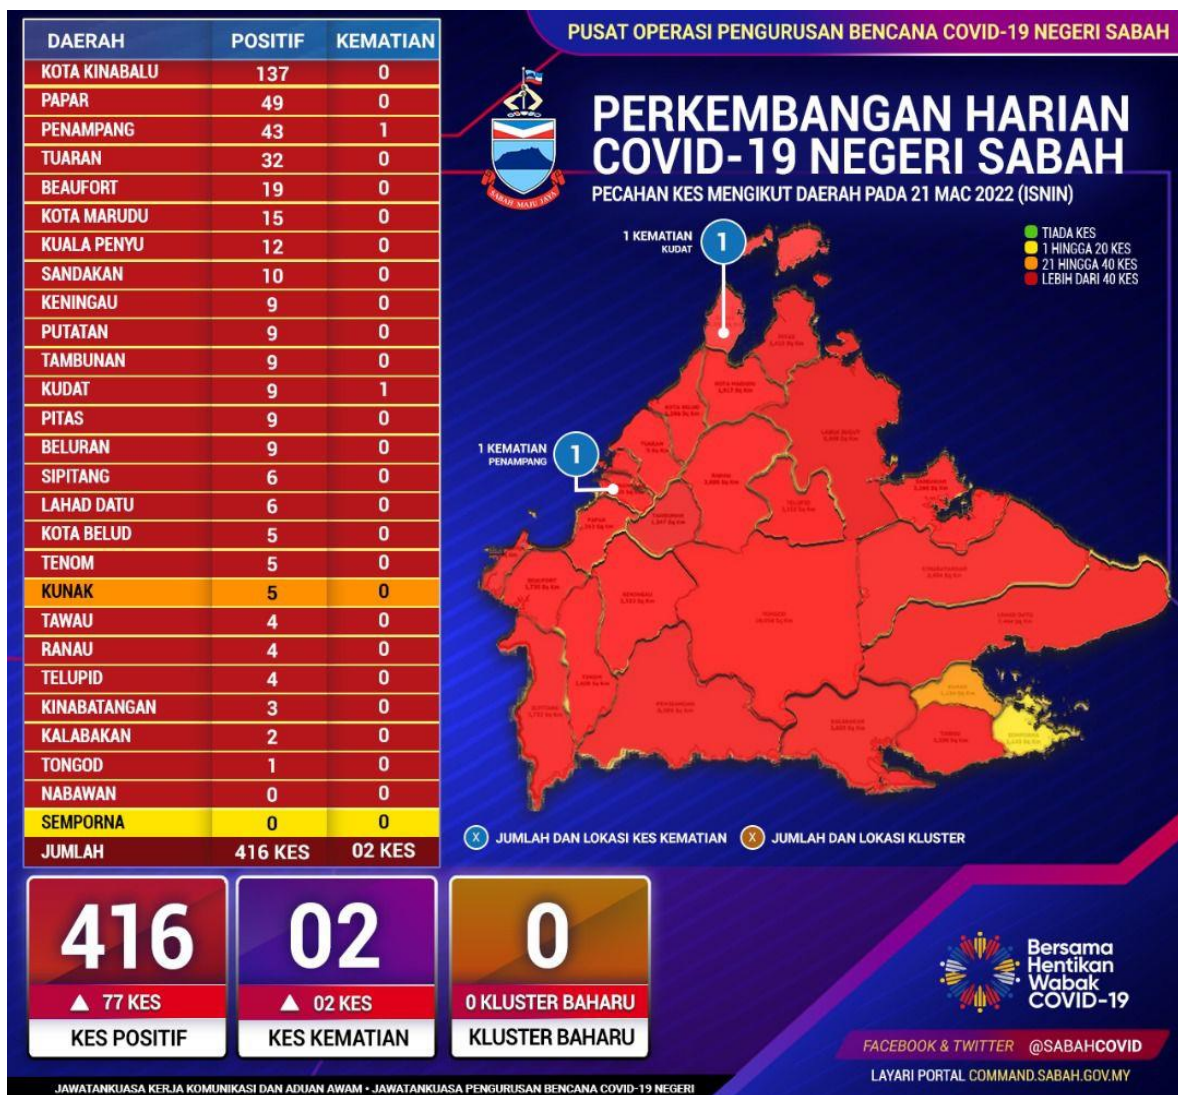 PUSAT OPERASI PENGURUSAN BENCANA COVID-19 NEGERI SABAH
PERKEMBANGAN HARIAN
COVID-19 NEGERI SABAH
PECAHAN KES MENGIKUT DAERAH PADA 21 MAC 2022 (ISNIN)
SABAH MAJU JAYA
DAERAH POSITIF KEMATIAN
KOTA KINABALU 137 0
PAPAR 49 0
PENAMPANG 43 1
TUARAN 32 0
BEAUFORT 19 0
KOTA MARUDU 15 0
KUALA PENYU 12 0
SANDAKAN 10 0
KENINGAU 9 0
PUTATAN 9 0
TAMBUNAN 9 0
KUDAT 9 1
PITAS 9 0
BELURAN 9 0
SIPITANG 6 0
LAHAD DATU 6 0
KOTA BELUD 5 0
TENOM 5 0
KUNAK 5 0
TAWAU 4 0
RANAU 4 0
TELUPID 4 0
KINABATANGAN 3 0
KALABAKAN 2 0
TONGOD 1 0
NABAWAN 0 0
SEMPORNA 0 0
JUMLAH 416 KES 02 KES
1 KEMATIAN
KUDAT
1
TIADA KES
1 HINGGA 20 KES
21 HINGGA 40 KES
LEBIH DARI 40 KES
1 KEMATIAN
PENAMPANG
1
X JUMLAH DAN LOKASI KES KEMATIAN
X JUMLAH DAN LOKASI KLUSTER
416
77 KES
KES POSITIF
02
02 KES
KES KEMATIAN
0
0 KLUSTER BAHARU
KLUSTER BAHARU
Bersama
Hentikan
Wabak
COVID-19
FACEBOOK & TWITTER @SABAHCOVID
LAYARI PORTAL COMMAND.SABAH.GOV.MY
JAWATANKUASA KERJA KOMUNIKASI DAN ADUAN AWAM • JAWATANKUASA PENGURUSAN BENCANA COVID-19 NEGERI